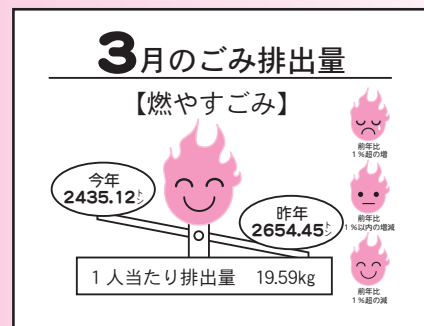 3月のごみ排出量
【燃やすごみ】
今年
2435.12トン
昨年
2654.45トン
1人当たり排出量 19.59kg
前年比
1%超の増
前年比
1%以内の増減
前年比
1%超の減